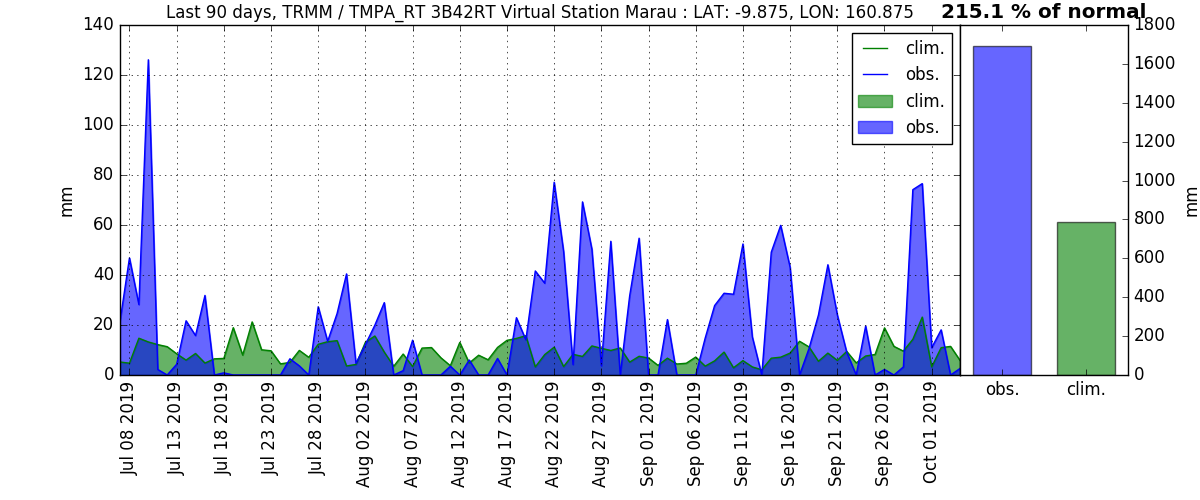 Last 90 days, TRMM / TMPA_RT 3B42RT Virtual Station Marau : LAT: -9.875, LON: 160.875
215.1 % of normal
140
120
100
80
60
40
20
0
mm
clim.
obs.
clim.
obs.
1800
1600
1400
1200
1000
800
600
400
200
0
mm
Jul 08 2019
Jul 13 2019
Jul 18 2019
Jul 23 2019
Jul 28 2019
Aug 02 2019
Aug 07 2019
Aug 12 2019
Aug 17 2019
Aug 22 2019
Aug 27 2019
Sep 01 2019
Sep 06 2019
Sep 11 2019
Sep 16 2019
Sep 21 2019
Sep 26 2019
Oct 01 2019
obs.
clim.